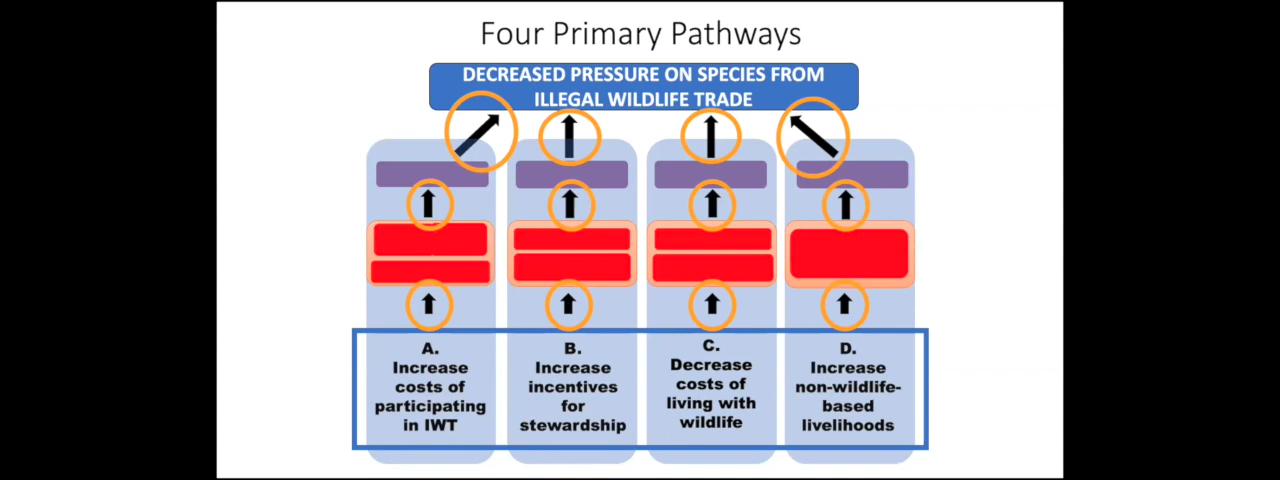 Four Primary Pathways
DECREASED PRESSURE ON SPECIES FROM
ILLEGAL WILDLIFE TRADE
A.
Increase
costs of
participating
in IWT
B.
Increase
incentives
for
stewardship
C.
Decrease
costs of
living with
wildlife
D.
Increase
non-wildlife-
based
livelihoods